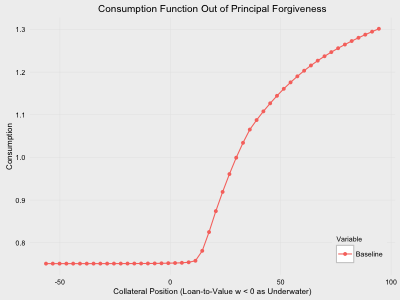 Consumption Function Out of Principal Forgiveness
1.3
1.2
1.1
1.0
0.9
0.8
Consumption
Variable
Baseline
-50
0
50
100
Collateral Position (Loan-to-Value w < 0 as Underwater)